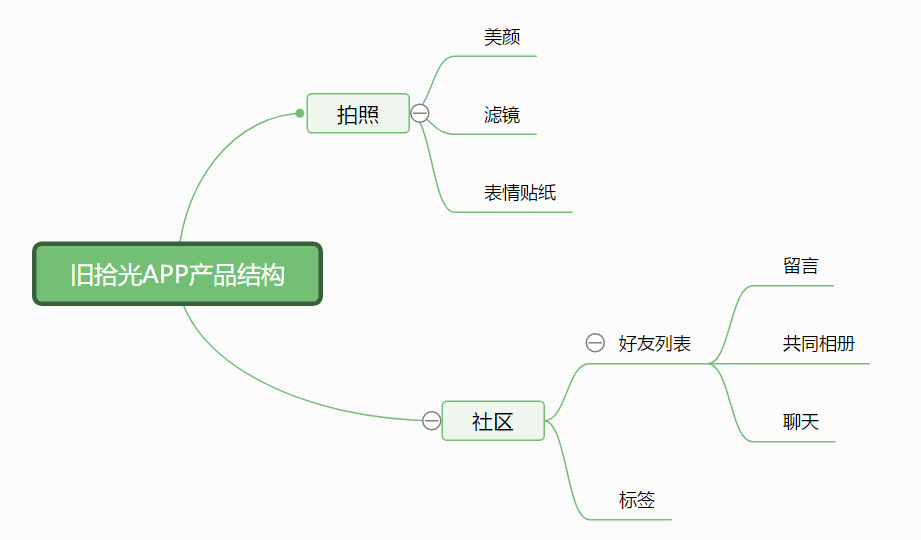 旧拾光APP产品结构
拍照
美颜
滤镜
表情贴纸
社区
好友列表
留言
共同相册
聊天
标签